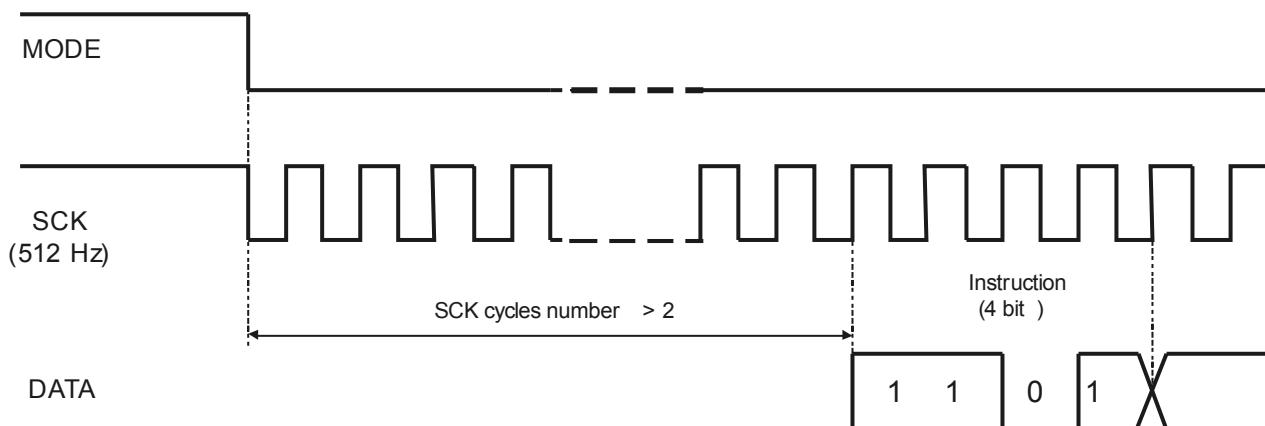 MODE
SCK
(512 Hz)
Instruction
(4 bit )
SCK cycles number > 2
DATA
1 1 0 1